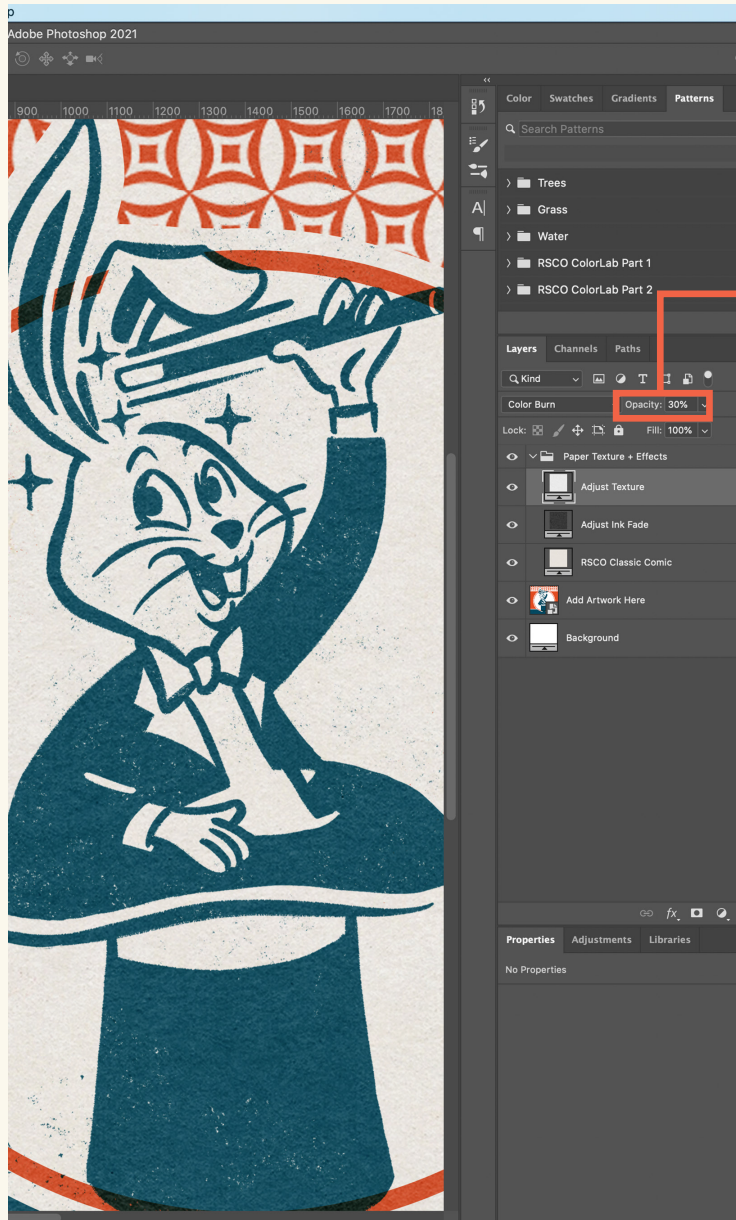 p
Adobe Photoshop 2021
900 1000 1100 1200 1300 1400 1500 1600 1700 18
Color Swatches Gradients Patterns
Search Patterns
Trees
Grass
Water
RSCO ColorLab Part 1
RSCO ColorLab Part 2
Layers Channels Paths
Kind
Color Burn Opacity: 30%
Lock: Fill: 100%
Paper Texture + Effects
Adjust Texture
Adjust Ink Fade
RSCO Classic Comic
Add Artwork Here
Background
fx
Properties Adjustments Libraries
No Properties